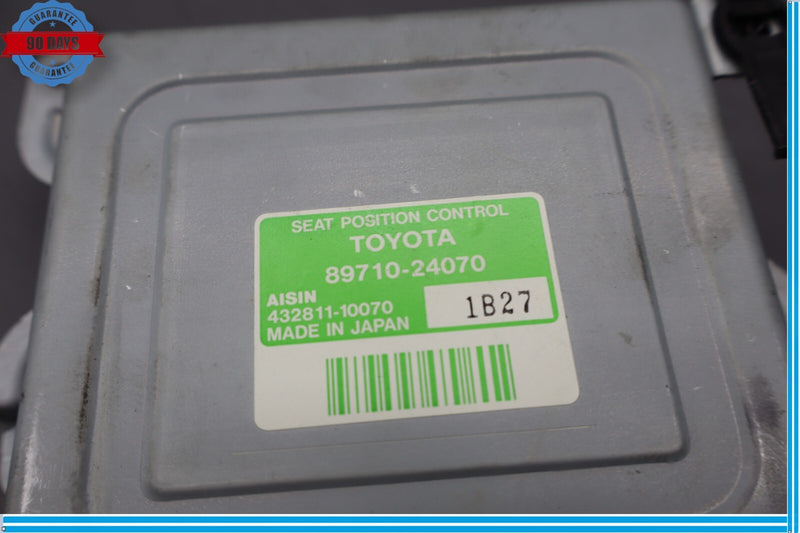 GUARANTEE
90 DAYS
GUARANTEE
SEAT POSITION CONTROL
TOYOTA
89710-24070
AISIN
432811-10070
MADE IN JAPAN
1B27